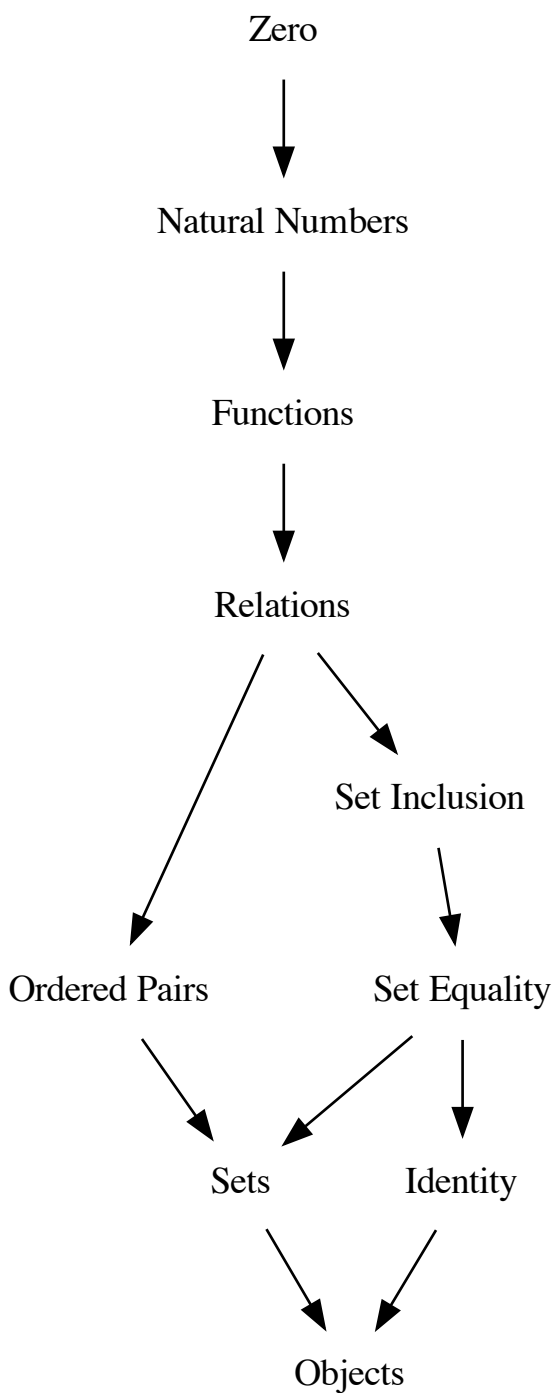 Zero
Natural Numbers
Functions
Relations
Set Inclusion
Ordered Pairs
Set Equality
Sets
Identity
Objects